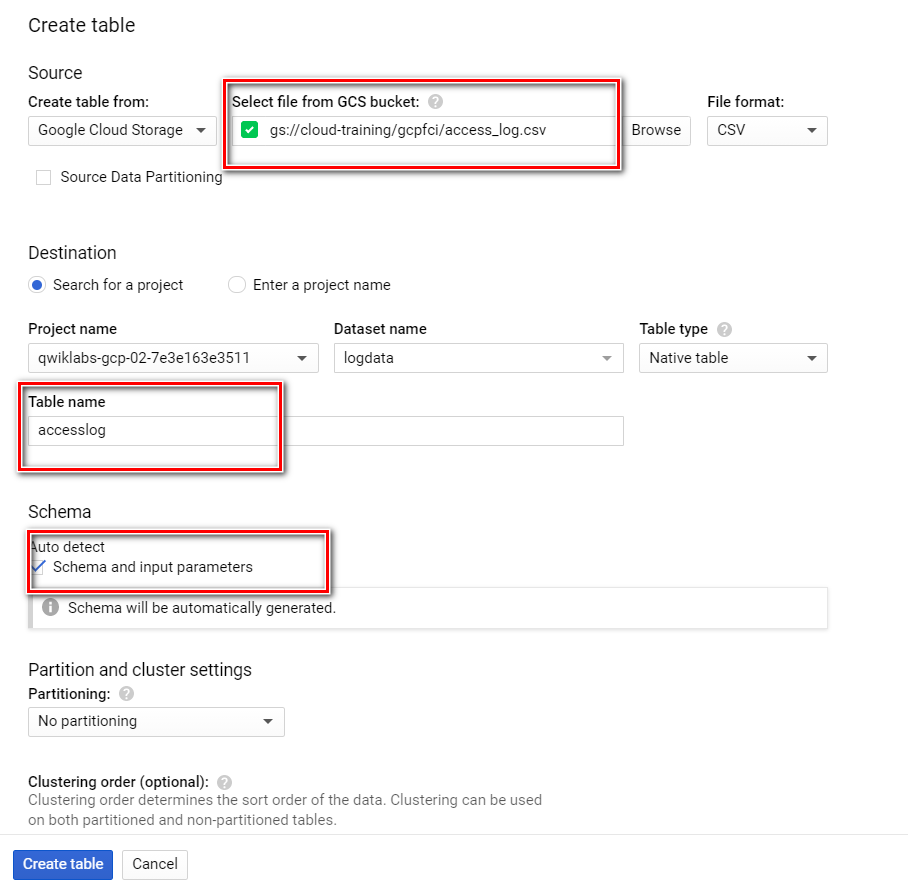 Create table
Source
Create table from: Select file from GCS bucket: ? File format:
Google Cloud Storage gs://cloud-training/gcpfci/access_log.csv Browse CSV
Source Data Partitioning
Destination
Search for a project Enter a project name
Project name Dataset name Table type ?
qwiklabs-gcp-02-7e3e163e3511 logdata Native table
Table name
accesslog
Schema
Auto detect
Schema and input parameters
Schema will be automatically generated.
Partition and cluster settings
Partitioning: ?
No partitioning
Clustering order (optional): ?
Clustering order determines the sort order of the data. Clustering can be used
on both partitioned and non-partitioned tables.
Create table Cancel